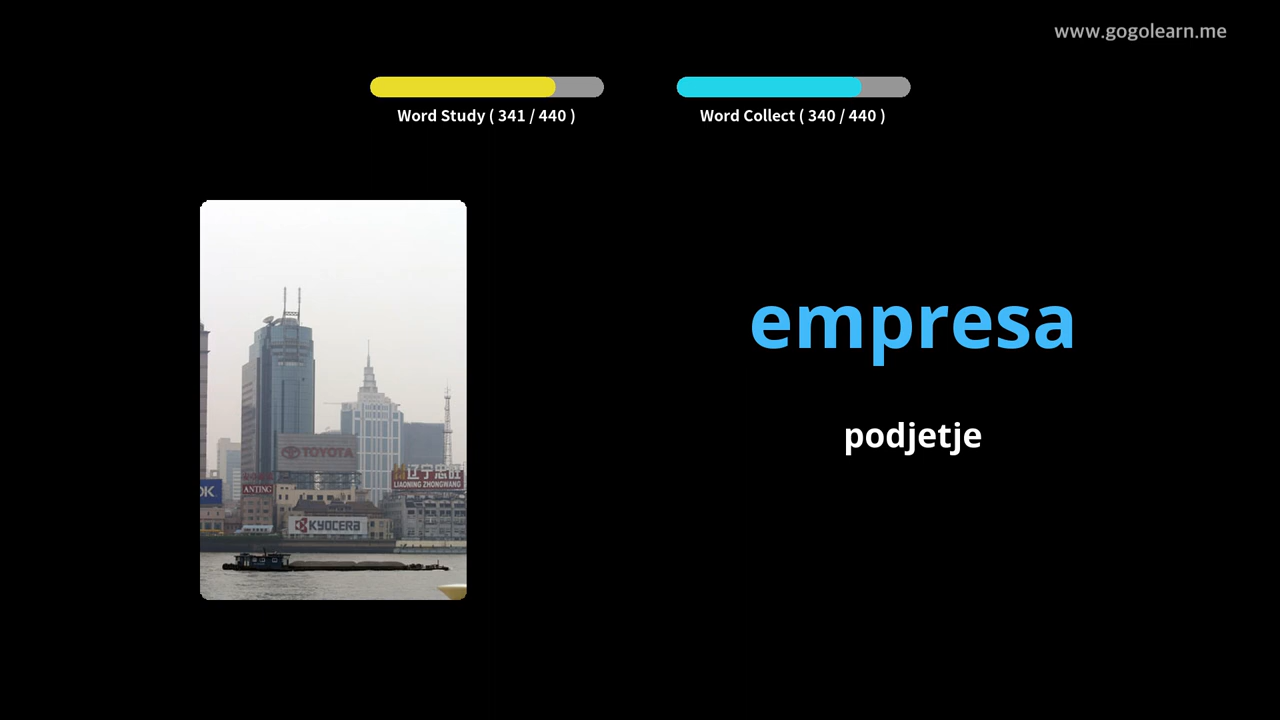 www.gogolearn.me
Word Study ( 341 / 440 )
Word Collect ( 340 / 440 )
empresa
podjetje
TOYOTA
辽宁忠旺
LIAONING ZHONGWANG
ANTING
KYOCERA